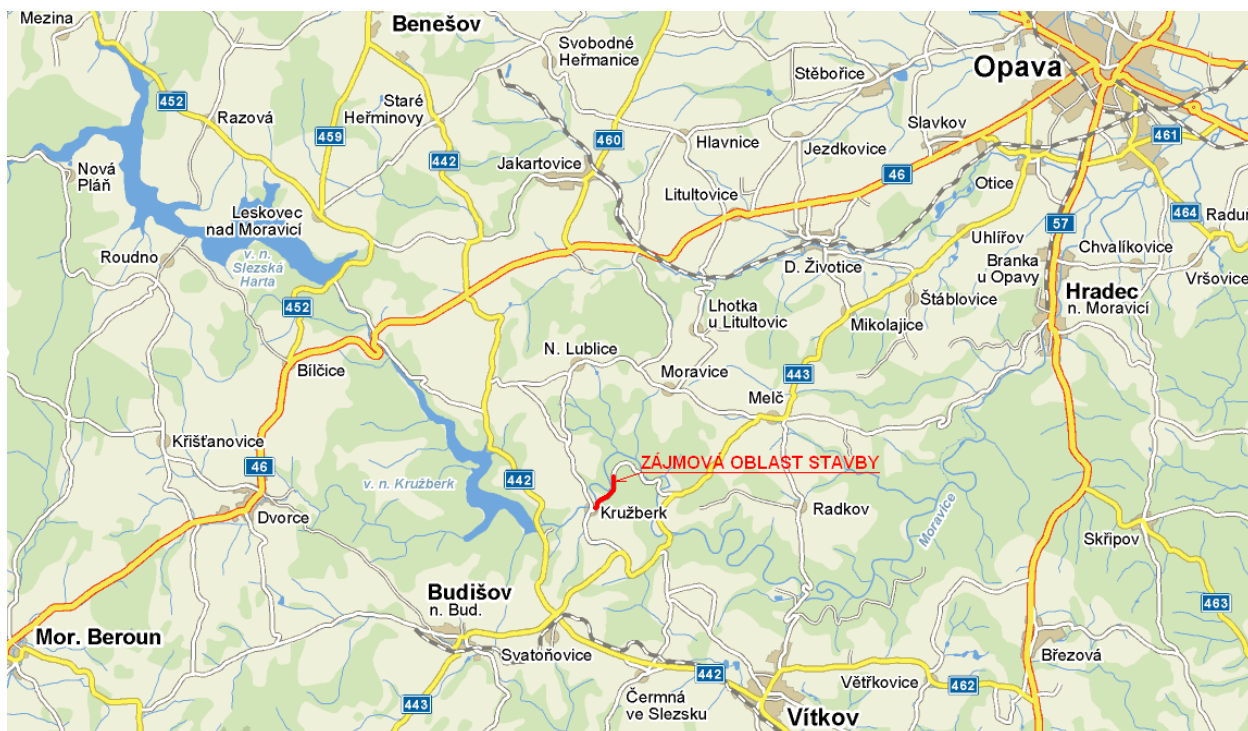 Mezina
Benešov
Svobodné
Heřmanice
Stěbořice
Opava
452
Razová
Staré
Heřminovy
459
442
460
Hlavnice
Jezdkovice
Slavkov
461
Nová
Pláň
Jakartovice
46
Otice
Leskovec
nad Moravicí
Litultovice
464
Raduň
57
Uhlířov
Chvalíkovice
Roudno
v. n.
Slezská
Harta
D. Životice
Branka
u Opavy
Vršovice
452
Lhotka
u Litultovic
Štáblovice
Hradec
n. Moravicí
Mikolajice
N. Lublice
Bílčice
Moravice
443
Melč
Křišťanovice
46
ZÁJMOVÁ OBLAST STAVBY
v. n. Kružberk
442
Kružberk
Radkov
Moravice
Dvorce
Skřipov
Budišov
n. Bud.
463
Mor. Beroun
Svatoňovice
Březová
442
Větřkovice
462
443
Čermná
ve Slezsku
Vítkov